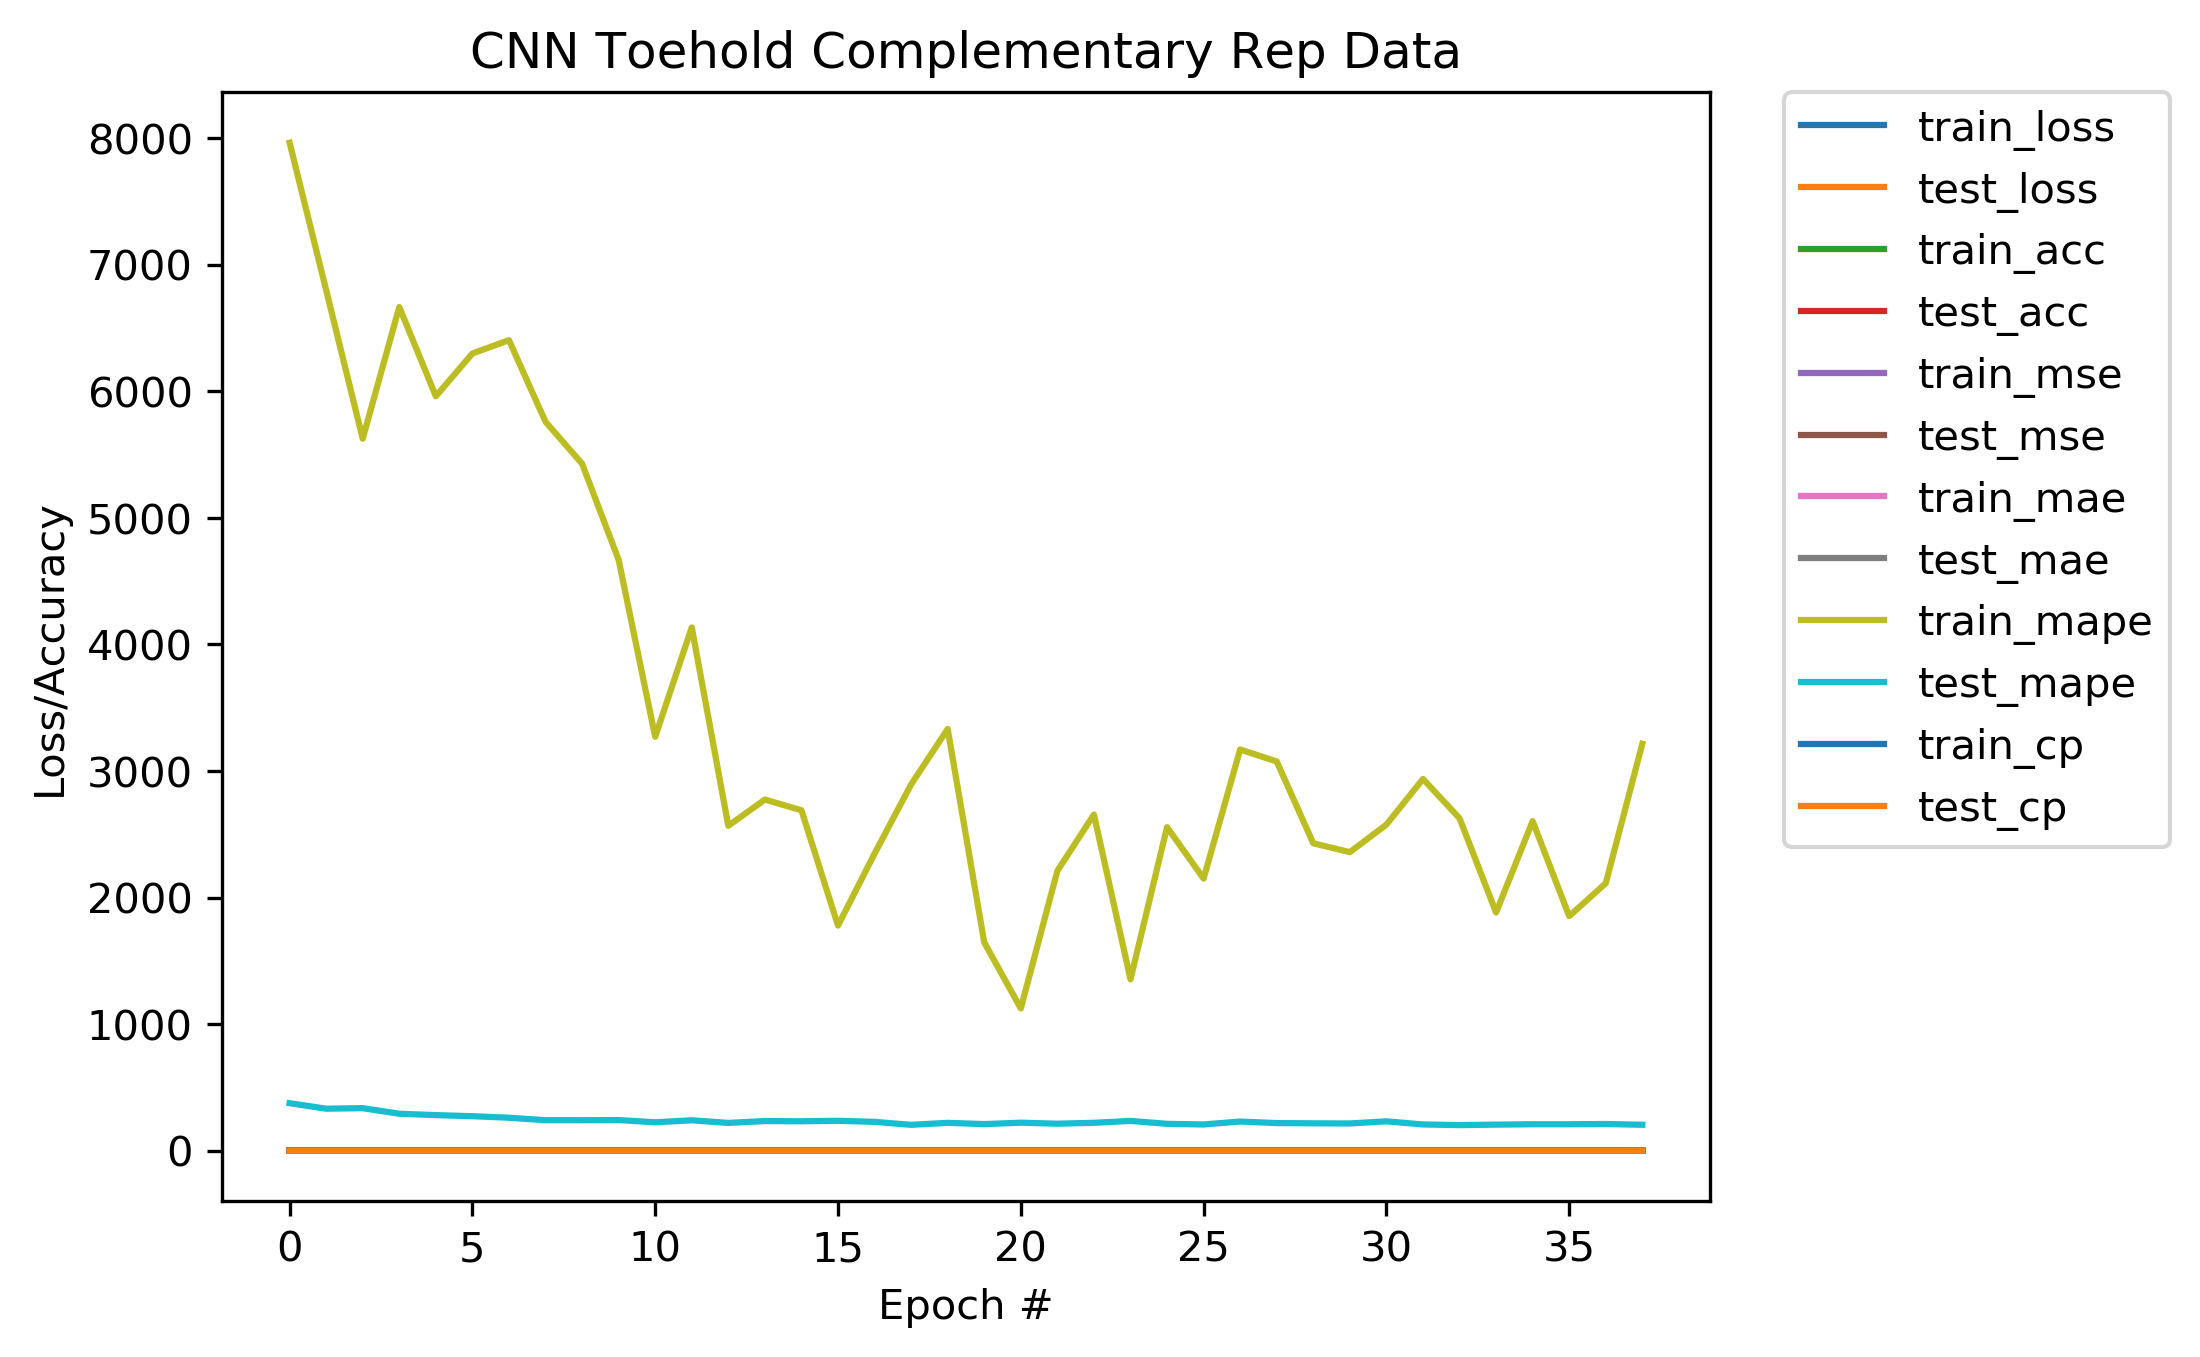 CNN Toehold Complementary Rep Data
8000
7000
6000
5000
4000
3000
2000
1000
0
Loss/Accuracy
0 5 10 15 20 25 30 35
Epoch #
train_loss
test_loss
train_acc
test_acc
train_mse
test_mse
train_mae
test_mae
train_mape
test_mape
train_cp
test_cp